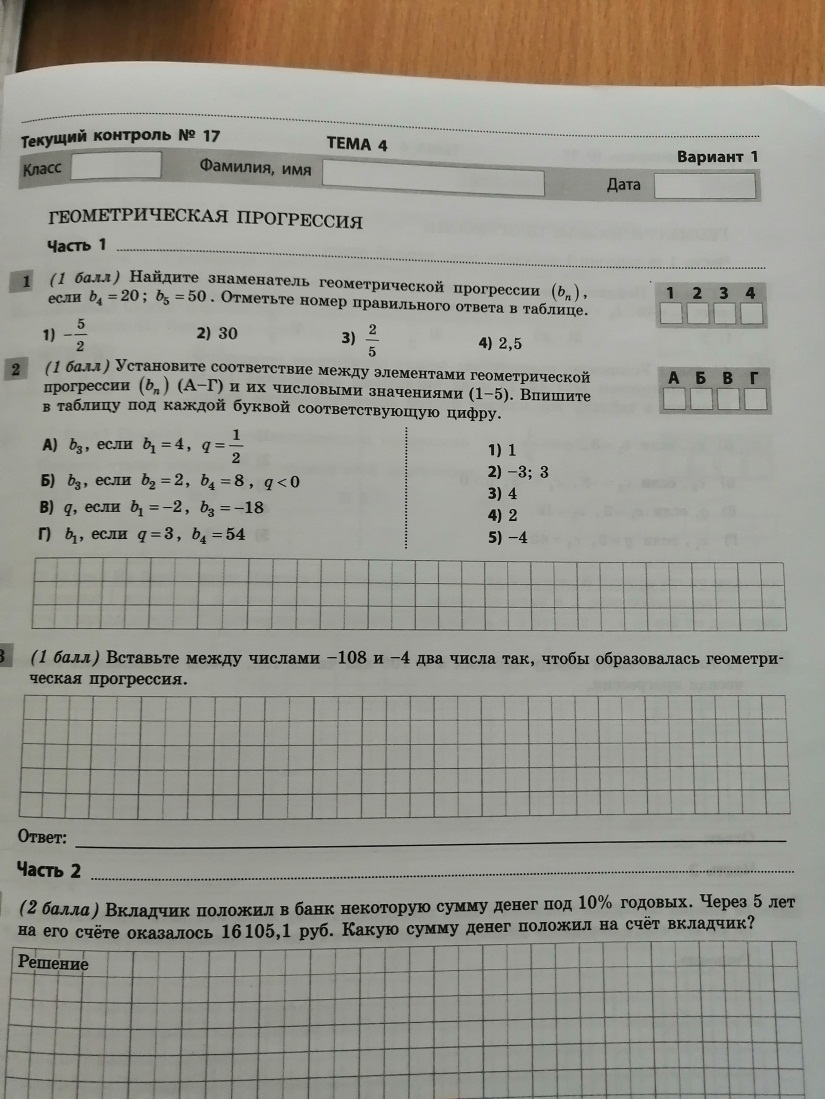 Текущий контроль № 17 ТЕМА 4 Вариант 1
Класс Фамилия, имя Дата
ГЕОМЕТРИЧЕСКАЯ ПРОГРЕССИЯ
Часть 1
1 (1 балл) Найдите знаменатель геометрической прогрессии (bₙ),
если b₄ = 20; b₅ = 50. Отметьте номер правильного ответа в таблице.
1 2 3 4
1) −5/2 2) 30 3) 2/5 4) 2,5
2 (1 балл) Установите соответствие между элементами геометрической
прогрессии (bₙ) (А–Г) и их числовыми значениями (1–5). Впишите
в таблицу под каждой буквой соответствующую цифру.
А Б В Г
А) b₃, если b₁ = 4, q = 1/2
Б) b₃, если b₂ = 2, b₄ = 8, q < 0
В) q, если b₁ = −2, b₃ = −18
Г) b₁, если q = 3, b₄ = 54
1) 1
2) −3; 3
3) 4
4) 2
5) −4
3 (1 балл) Вставьте между числами −108 и −4 два числа так, чтобы образовалась геометри-
ческая прогрессия.
Ответ:
Часть 2
(2 балла) Вкладчик положил в банк некоторую сумму денег под 10% годовых. Через 5 лет
на его счёте оказалось 16 105,1 руб. Какую сумму денег положил на счёт вкладчик?
Решение